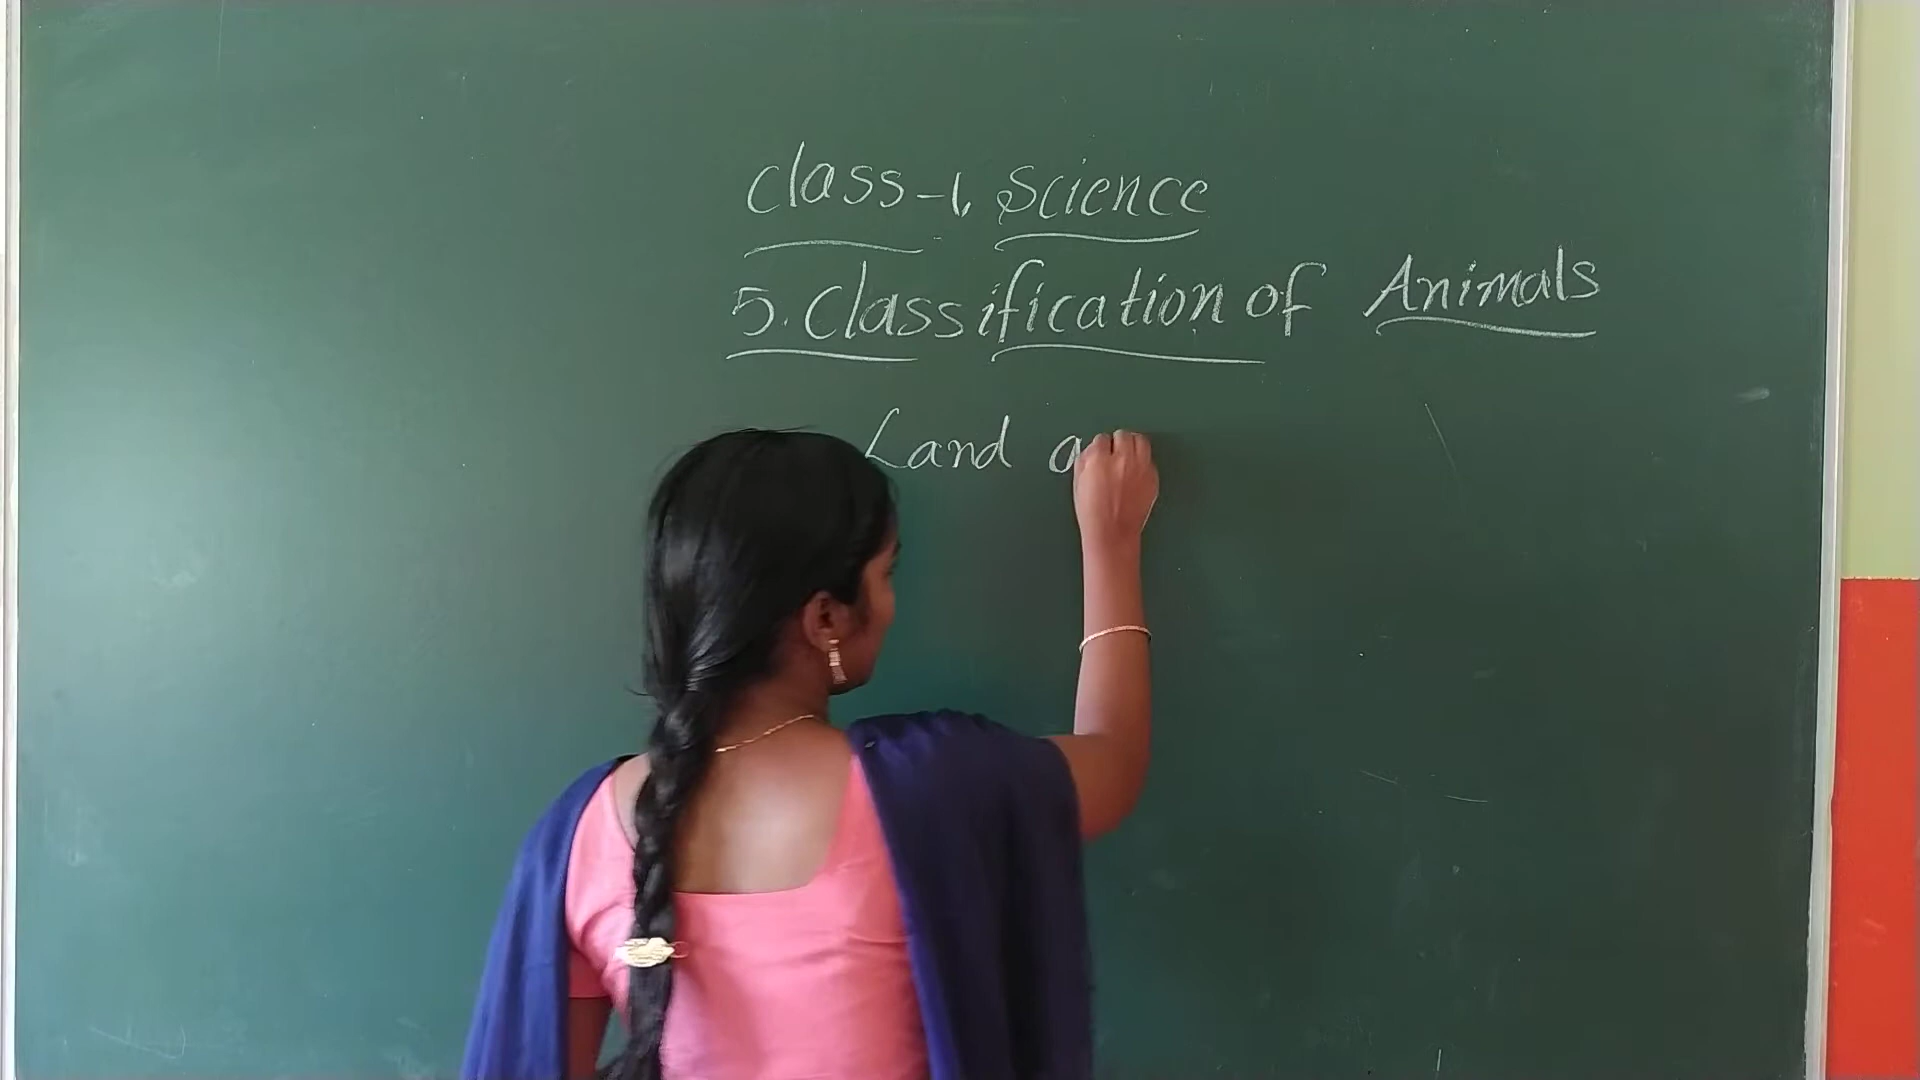 class-1, Science
5. Classification of Animals
Land a